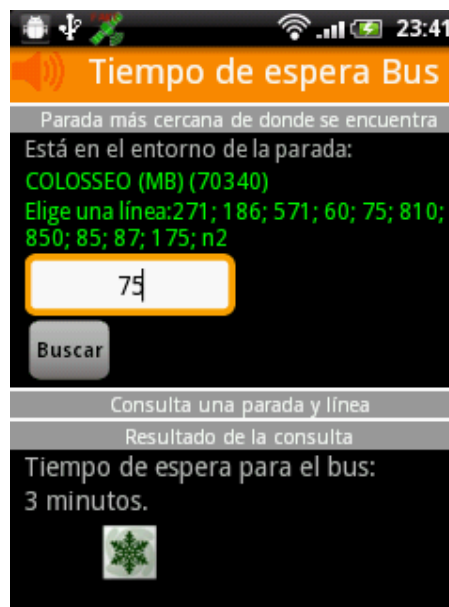 23:41
Tiempo de espera Bus
Parada más cercana de donde se encuentra
Está en el entorno de la parada:
COLOSSEO (MB) (70340)
Elige una línea:271; 186; 571; 60; 75; 810;
850; 85; 87; 175; n2
75
Buscar
Consulta una parada y línea
Resultado de la consulta
Tiempo de espera para el bus:
3 minutos.